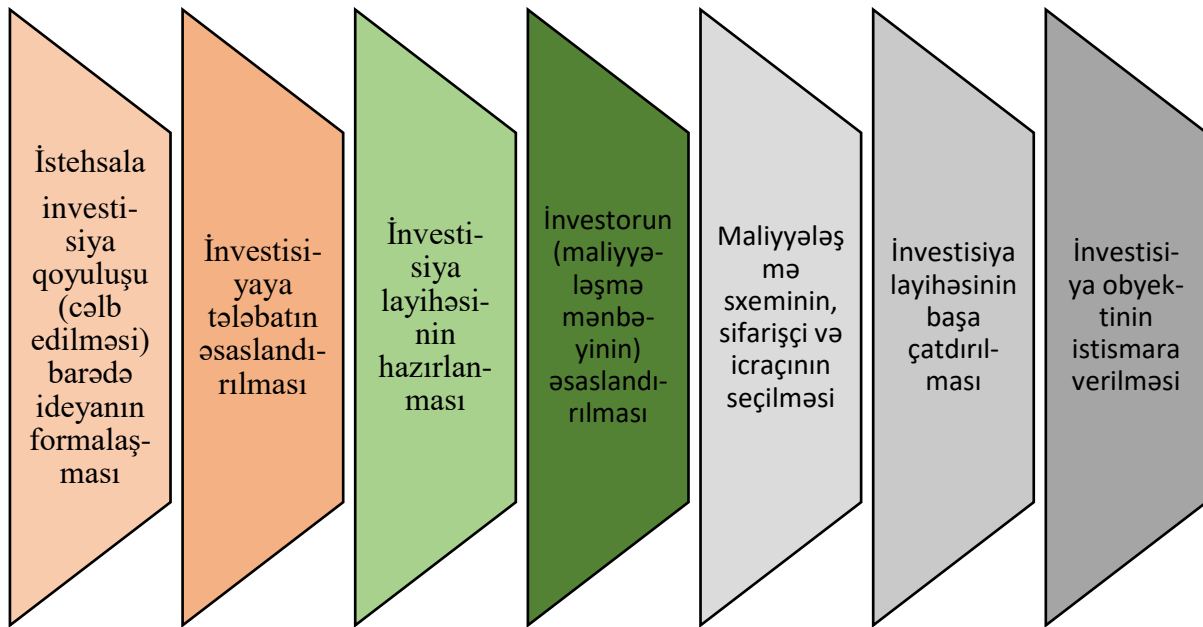 İstehsala
investi-
siya
qoyuluşu
(cəlb
edilməsi)
barədə
ideyanın
formalaş-
ması
İnvestisi-
yaya
tələbatın
əsaslandı-
rılması
İnvesti-
siya
layihəsi-
nin
hazırlan-
ması
İnvestorun
(maliyyə-
ləşmə
mənbə-
yinin)
əsaslandı-
rılması
Maliyyələş
mə
sxeminin,
sifarişçi və
icraçının
seçilməsi
İnvestisiya
layihəsinin
başa
çatdırıl-
ması
İnvestisi-
ya obyek-
tinin
istismara
verilməsi